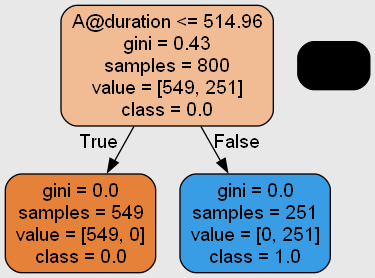 A@duration <= 514.96
gini = 0.43
samples = 800
value = [549, 251]
class = 0.0
True
False
gini = 0.0
samples = 549
value = [549, 0]
class = 0.0
gini = 0.0
samples = 251
value = [0, 251]
class = 1.0